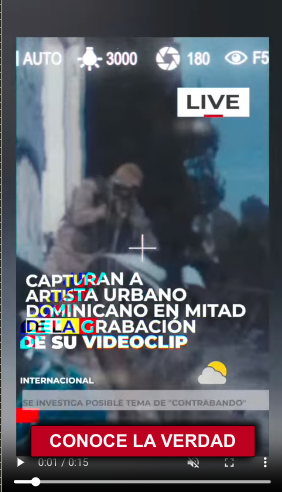 AUTO 3000 180 F5
LIVE
CAPTURAN A
ARTISTA URBANO
DOMINICANO EN MITAD
DE LA GRABACIÓN
DE SU VIDEOCLIP
INTERNACIONAL
SE INVESTIGA POSIBLE TEMA DE "CONTRABANDO"
CONOCE LA VERDAD
0:01 / 0:15